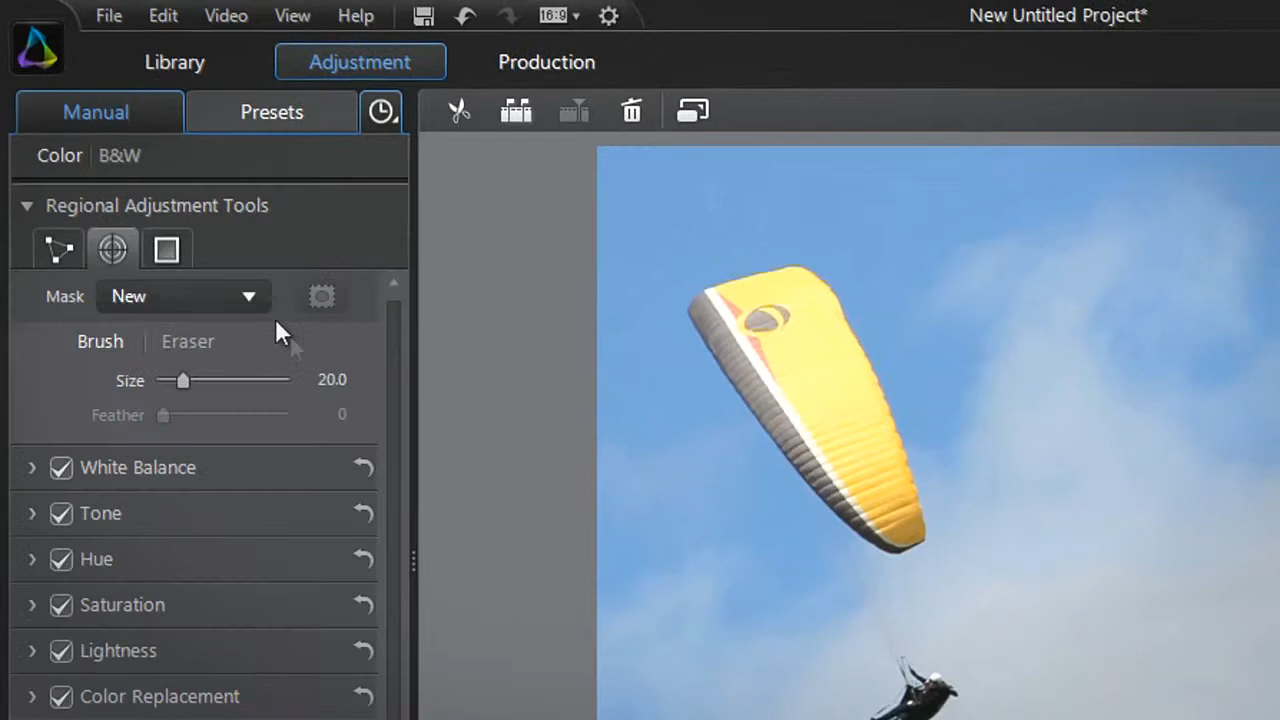 File Edit Video View Help 16:9 New Untitled Project*
Library Adjustment Production
Manual Presets
Color B&W
Regional Adjustment Tools
Mask New
Brush Eraser
Size 20.0
Feather 0
White Balance
Tone
Hue
Saturation
Lightness
Color Replacement